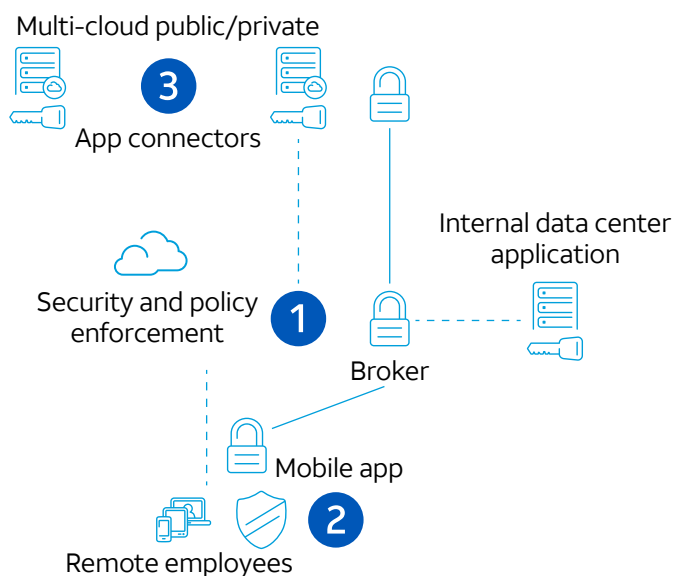 Multi-cloud public/private
3
App connectors
Internal data center
application
Security and policy
enforcement
1
Broker
Mobile app
2
Remote employees